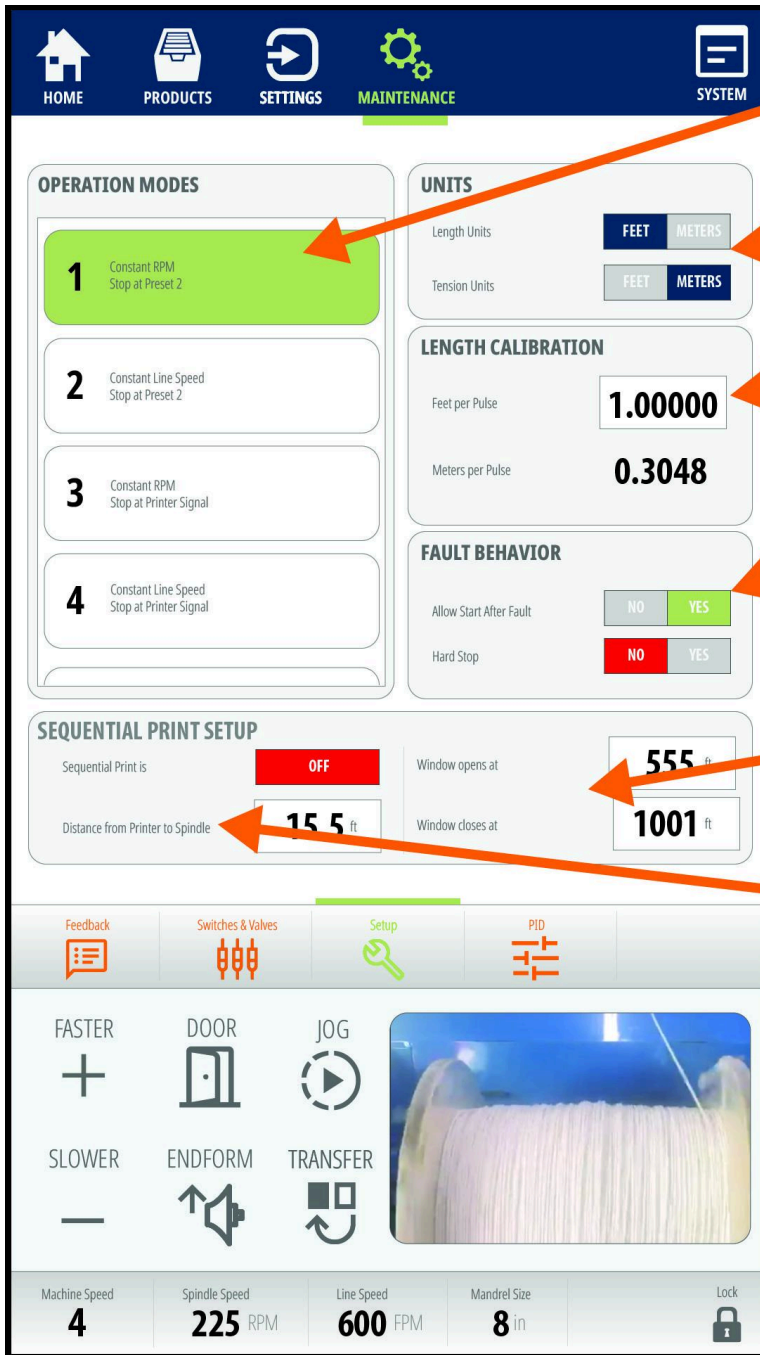 HOME
PRODUCTS
SETTINGS
MAINTENANCE
SYSTEM
OPERATION MODES
1
Constant RPM
Stop at Preset 2
2
Constant Line Speed
Stop at Preset 2
3
Constant RPM
Stop at Printer Signal
4
Constant Line Speed
Stop at Printer Signal
UNITS
Length Units FEET METERS
Tension Units FEET METERS
LENGTH CALIBRATION
Feet per Pulse 1.00000
Meters per Pulse 0.3048
FAULT BEHAVIOR
Allow Start After Fault NO YES
Hard Stop NO YES
SEQUENTIAL PRINT SETUP
Sequential Print is OFF
Distance from Printer to Spindle 15.5 ft
Window opens at 555 ft
Window closes at 1001 ft
Feedback
Switches & Valves
Setup
PID
FASTER
DOOR
JOG
SLOWER
ENDFORM
TRANSFER
Machine Speed
4
Spindle Speed
225 RPM
Line Speed
600 FPM
Mandrel Size
8 in
Lock